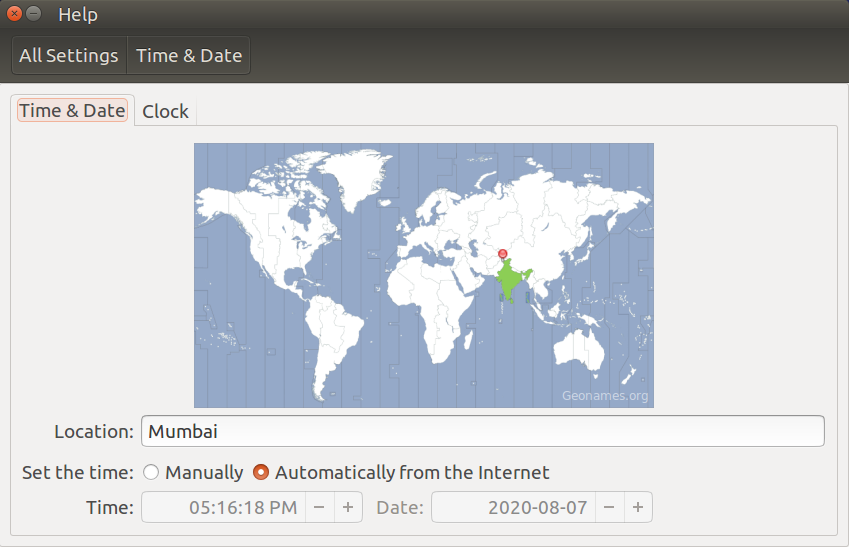 Help
All Settings Time & Date
Time & Date Clock
Geonames.org
Location: Mumbai
Set the time: Manually Automatically from the Internet
Time: 05:16:18 PM − + Date: 2020-08-07 − +